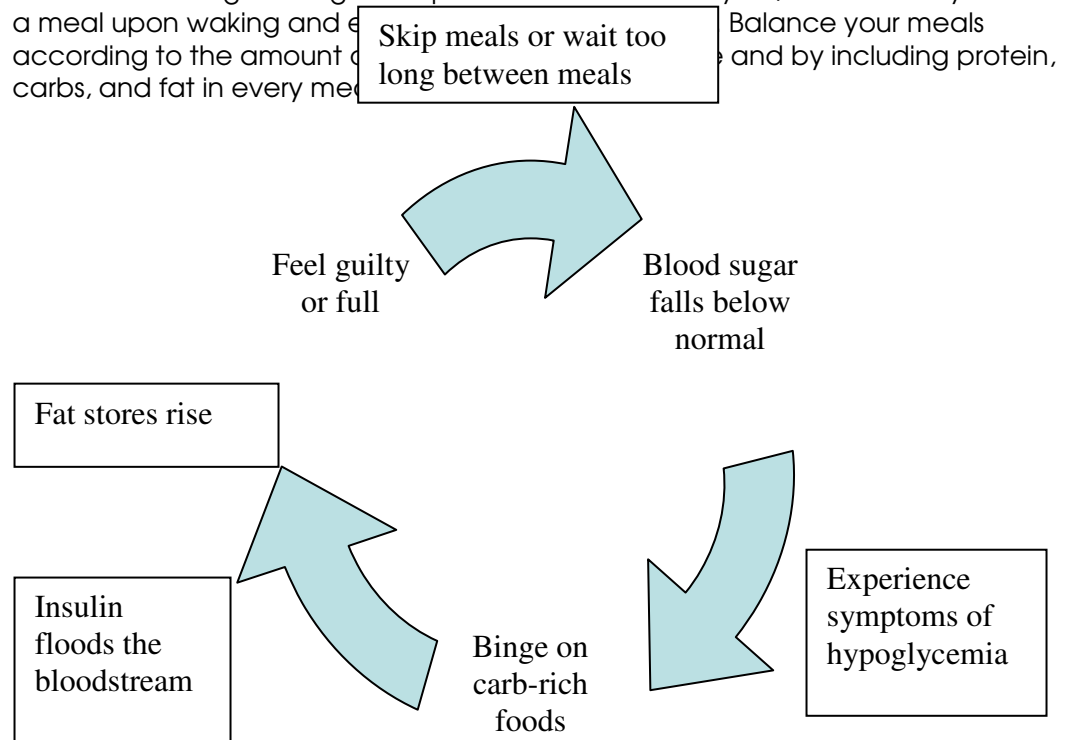 a meal upon waking and
Balance your meals
according to the amount
and by including protein,
carbs, and fat in every
Skip meals or wait too
long between meals
Feel guilty
or full
Blood sugar
falls below
normal
Fat stores rise
Experience
symptoms of
hypoglycemia
Insulin
floods the
bloodstream
Binge on
carb-rich
foods